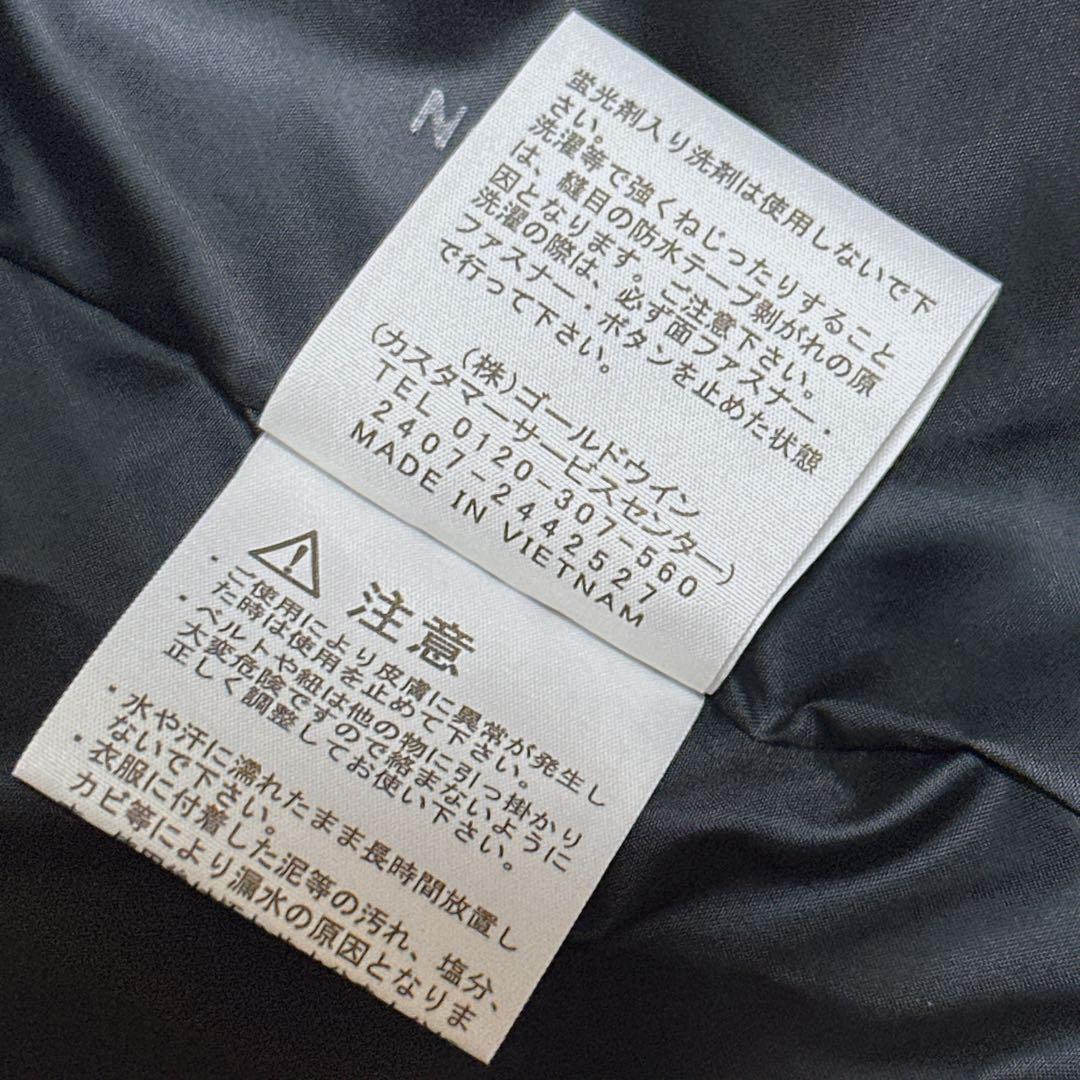 N
蛍光剤入り洗剤は使用しないで下
さい。
洗濯等で強くねじったりすること
は、縫目の防水テープ剥がれの原
因となります。ご注意下さい。
洗濯の際は、必ず面ファスナー・
ファスナー・ボタンを止めた状態
で行って下さい。
(株)ゴールドウイン
(カスタマーサービスセンター)
TEL 0120-307-560
2407-2442527
MADE IN VIETNAM
注意
・ご使用により皮膚に異常が発生し
た時は使用を止めて下さい。
・ベルトや紐は他の物に引っ掛かり
大変危険ですので絡まないように
正しく調整してお使い下さい。
・水や汗に濡れたまま長時間放置し
ないで下さい。
・衣服に付着した泥等の汚れ、塩分、
カビ等により漏水の原因となりま